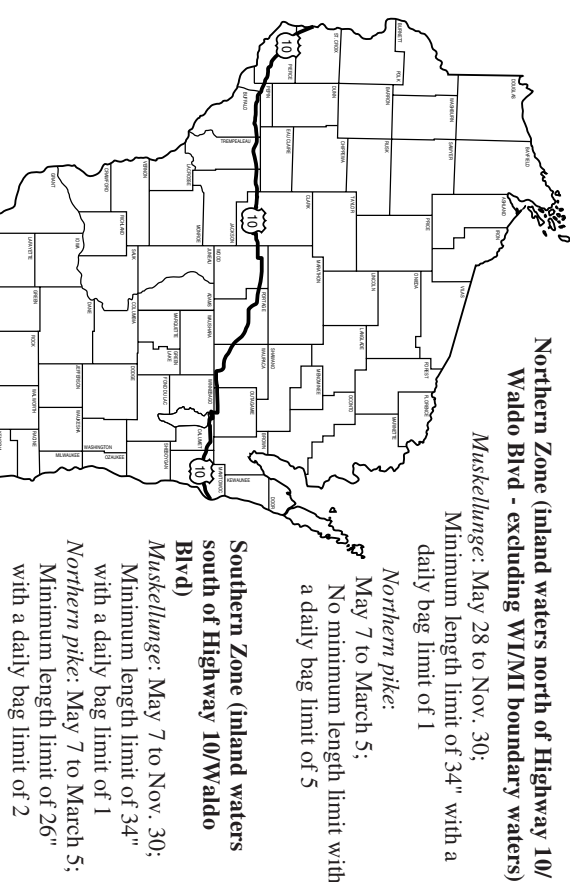 Northern Zone (inland waters north of Highway 10/
Waldo Blvd - excluding WI/MI boundary waters)
Muskellunge: May 28 to Nov. 30;
Minimum length limit of 34" with a
daily bag limit of 1
Northern pike:
May 7 to March 5;
No minimum length limit with
a daily bag limit of 5
Southern Zone (inland waters
south of Highway 10/Waldo
Blvd)
Muskellunge: May 7 to Nov. 30;
Minimum length limit of 34"
with a daily bag limit of 1
Northern pike: May 7 to March 5;
Minimum length limit of 26"
with a daily bag limit of 2
DOUGLAS
BAYFIELD
ASHLAND
IRON
VILAS
BURNETT
WASHBURN
SAWYER
PRICE
ONEIDA
FOREST
FLORENCE
POLK
BARRON
RUSK
TAYLOR
LINCOLN
LANGLADE
MARINETTE
OCONTO
ST CROIX
DUNN
CHIPPEWA
CLARK
MARATHON
MENOMINEE
SHAWANO
DOOR
PIERCE
PEPIN
EAU CLAIRE
BUFFALO
TREMPEALEAU
JACKSON
WOOD
PORTAGE
WAUPACA
OUTAGAMIE
BROWN
KEWAUNEE
10
10
10
LACROSSE
MONROE
JUNEAU
ADAMS
WAUSHARA
WINNEBAGO
CALUMET
MANITOWOC
MARQUETTE
GREEN
LAKE
FOND DU LAC
SHEBOYGAN
VERNON
CRAWFORD
RICHLAND
SAUK
COLUMBIA
DODGE
WASHINGTON
OZAUKEE
GRANT
IOWA
DANE
JEFFERSON
WAUKESHA
MILWAUKEE
LAFAYETTE
GREEN
ROCK
WALWORTH
RACINE